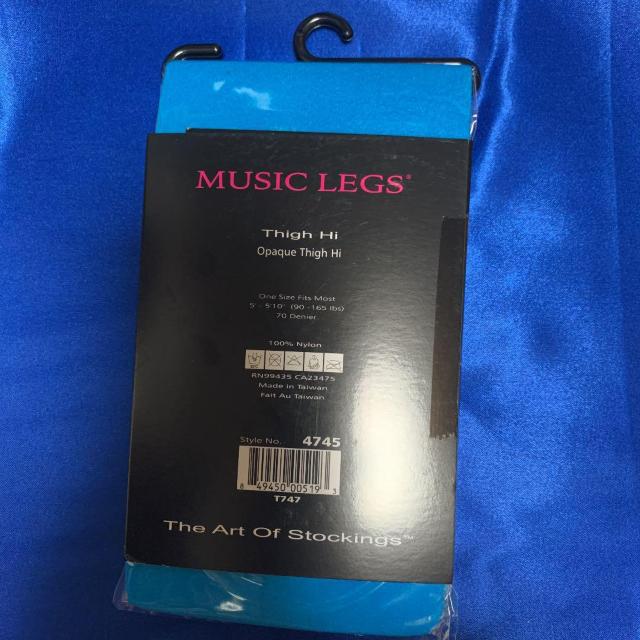 MUSIC LEGS®
Thigh Hi
Opaque Thigh Hi
One Size Fits Most
5' - 5'10" (90 -165 lbs)
70 Denier
100% Nylon
RN99435 CA23475
Made in Taiwan
Fait Au Taiwan
Style No. 4745
8 49450 00519 3
T747
The Art Of Stockings™